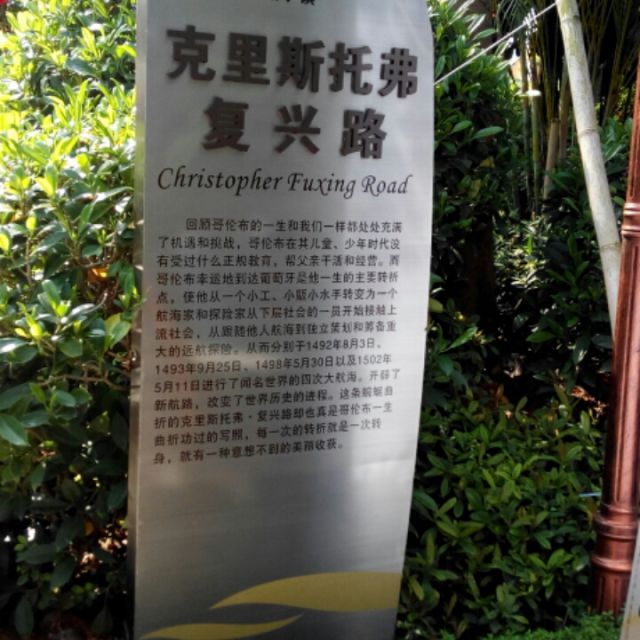 克里斯托弗
复兴路
Christopher Fuxing Road
回顾哥伦布的一生和我们一样都处处充满
了机遇和挑战，哥伦布在其儿童、少年时代没
有受过什么正规教育，帮父亲干活和经营。而
哥伦布幸运地到达葡萄牙是他一生的主要转折
点，使他从一个小工、小贩小水手转变为一个
航海家和探险家从下层社会的一员开始接触上
流社会，从跟随他人航海到独立策划和筹备重
大的远航探险。从而分别于1492年8月3日、
1493年9月25日、1498年5月30日以及1502年
5月11日进行了闻名世界的四次大航海。开辟了
新航路，改变了世界历史的进程。这条蜿蜒曲
折的克里斯托弗·复兴路却也真是哥伦布一生
曲折功过的写照，每一次的转折就是一次转
身，就有一种意想不到的美丽收获。